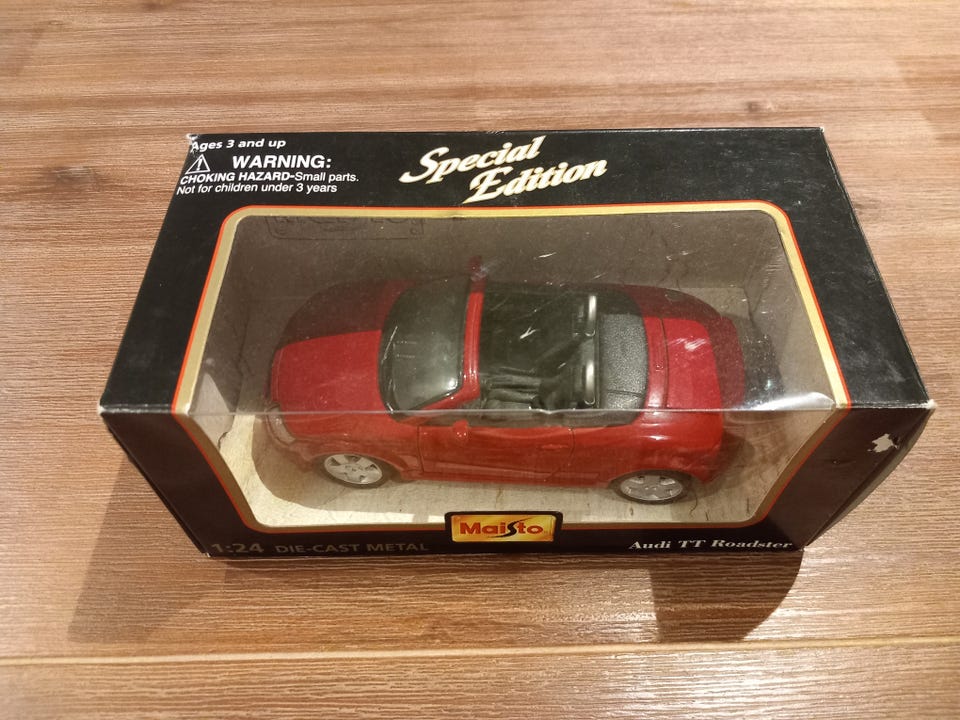 Ages 3 and up
WARNING:
CHOKING HAZARD-Small parts.
Not for children under 3 years
Special
Edition
Maisto
1:24 DIE-CAST METAL
Audi TT Roadster